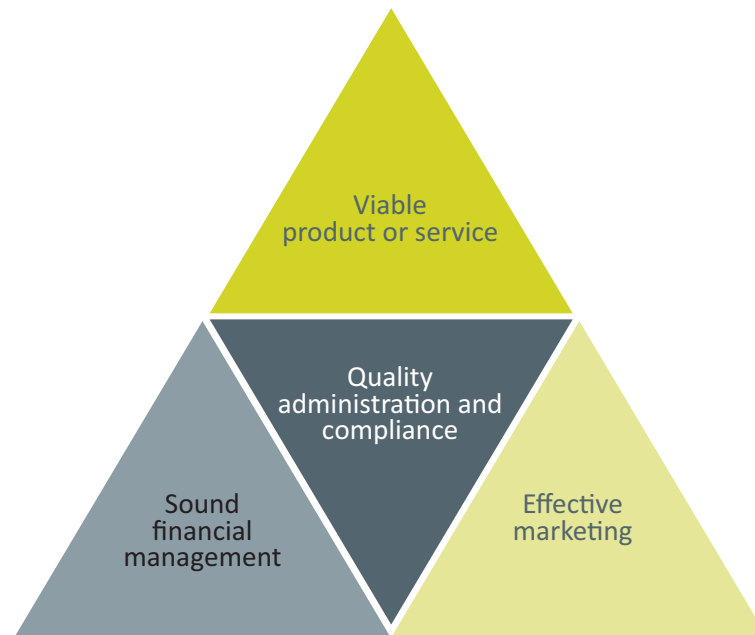 Viable
product or service
Quality
administration and
compliance
Sound
financial
management
Effective
marketing